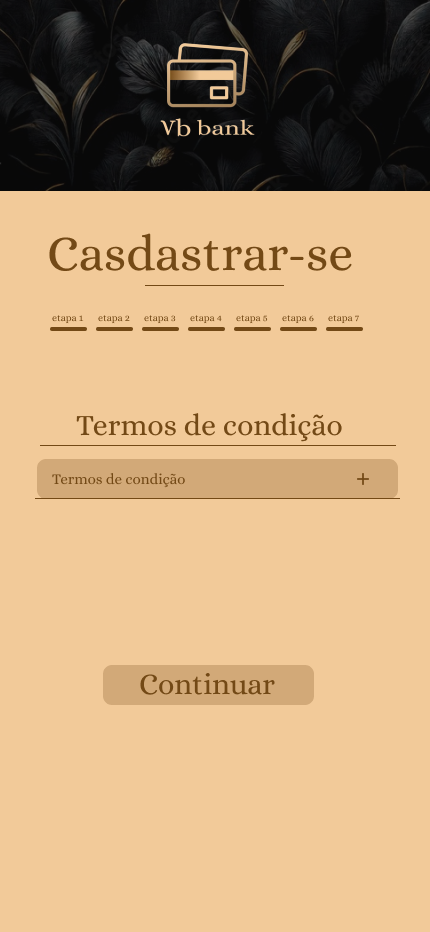 Vb bank
Casdastrar-se
etapa 1 etapa 2 etapa 3 etapa 4 etapa 5 etapa 6 etapa 7
Termos de condição
Termos de condição +
Continuar